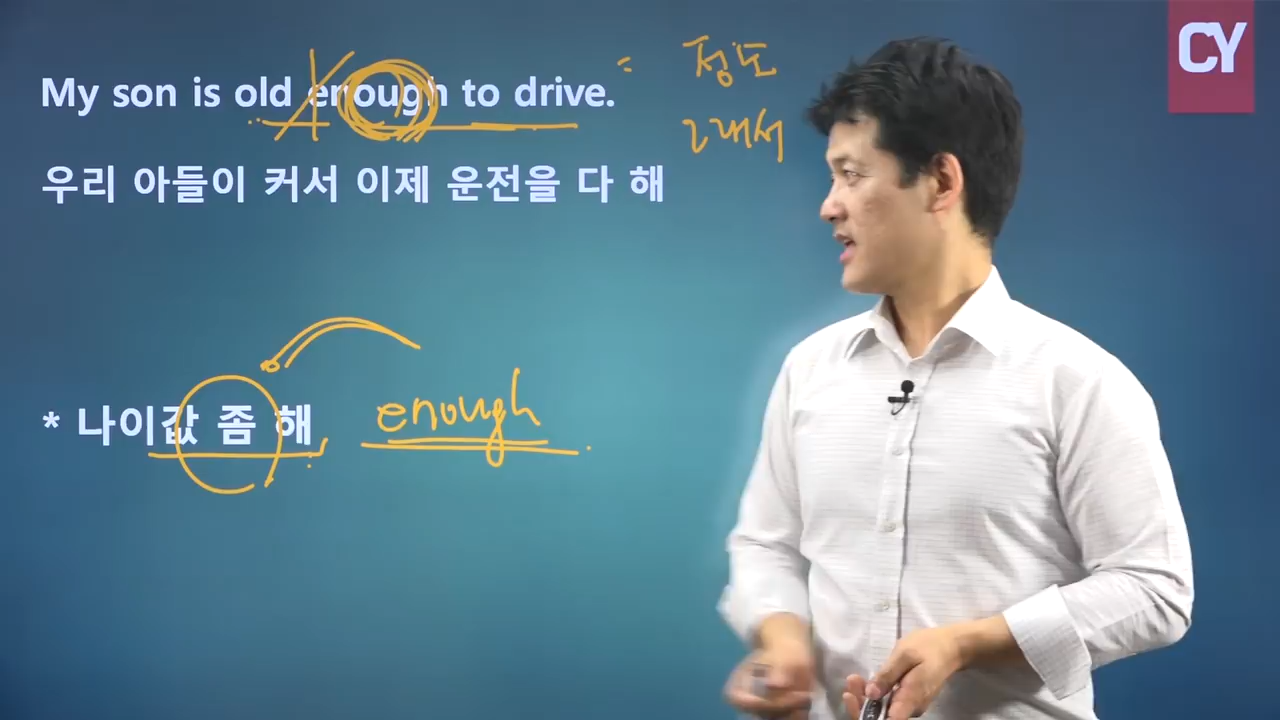 CY
My son is old enough to drive.
정도
그래서
우리 아들이 커서 이제 운전을 다 해
* 나이값 좀 해
enough